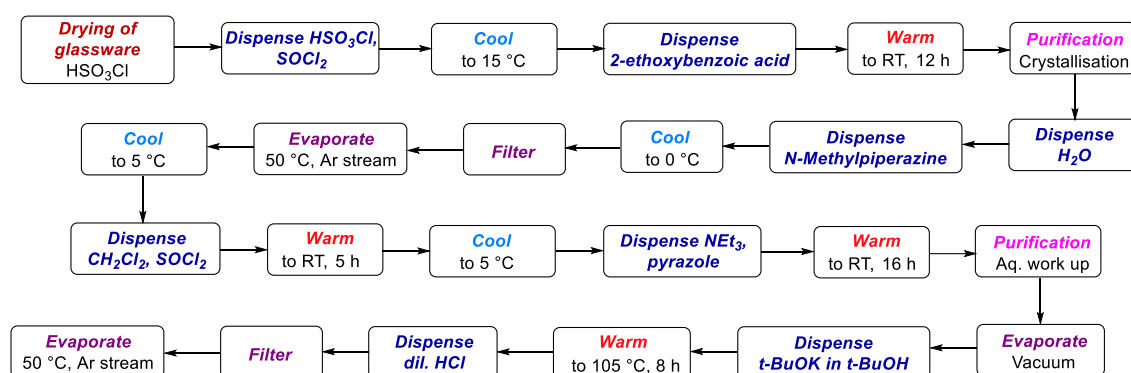 Drying of
glassware
HSO₃Cl
Dispense HSO₃Cl,
SOCl₂
Cool
to 15 °C
Dispense
2-ethoxybenzoic acid
Warm
to RT, 12 h
Purification
Crystallisation
Dispense
H₂O
Dispense
N-Methylpiperazine
Cool
to 0 °C
Filter
Evaporate
50 °C, Ar stream
Cool
to 5 °C
Dispense
CH₂Cl₂, SOCl₂
Warm
to RT, 5 h
Cool
to 5 °C
Dispense NEt₃,
pyrazole
Warm
to RT, 16 h
Purification
Aq. work up
Evaporate
Vacuum
Dispense
t-BuOK in t-BuOH
Warm
to 105 °C, 8 h
Dispense
dil. HCl
Filter
Evaporate
50 °C, Ar stream